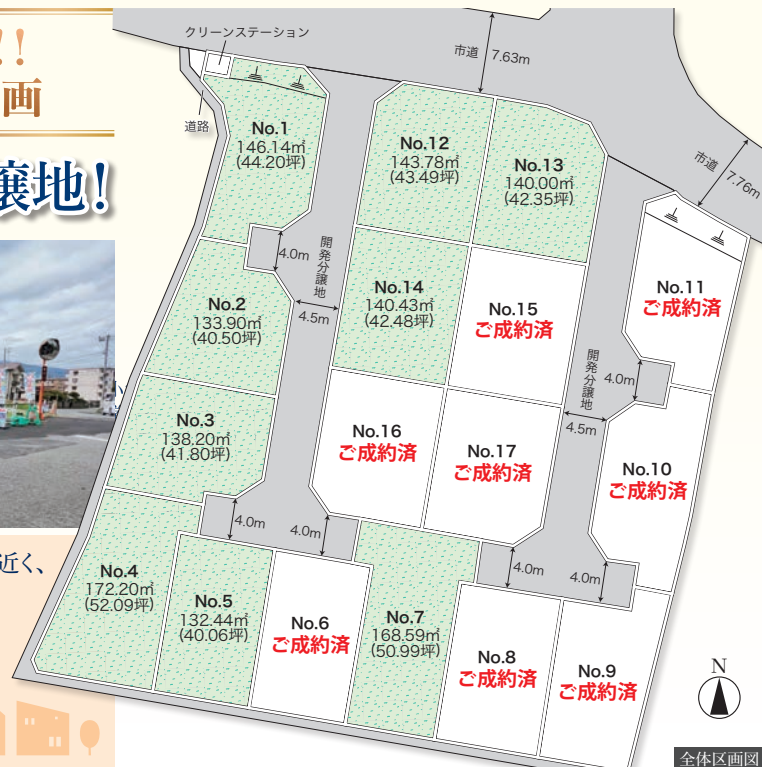 !!
画
譲地!
近く、
クリーンステーション
道路
市道 7.63m
市道 7.76m
No.1
146.14㎡
(44.20坪)
No.12
143.78㎡
(43.49坪)
No.13
140.00㎡
(42.35坪)
4.0m
開発分譲地
4.5m
No.2
133.90㎡
(40.50坪)
No.14
140.43㎡
(42.48坪)
No.15
ご成約済
No.11
ご成約済
開発分譲地
4.0m
4.5m
No.3
138.20㎡
(41.80坪)
No.16
ご成約済
No.17
ご成約済
No.10
ご成約済
4.0m
4.0m
4.0m
4.0m
No.4
172.20㎡
(52.09坪)
No.5
132.44㎡
(40.06坪)
No.6
ご成約済
No.7
168.59㎡
(50.99坪)
No.8
ご成約済
No.9
ご成約済
N
全体区画図